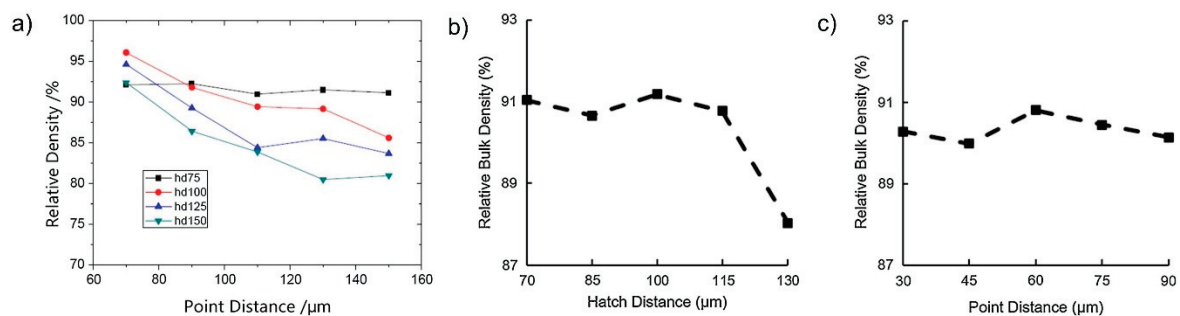 a)
Relative Density /%
100
95
90
85
80
75
70
hd75
hd100
hd125
hd150
60 80 100 120 140 160
Point Distance /µm
b)
Relative Bulk Density (%)
93
91
89
87
70 85 100 115 130
Hatch Distance (µm)
c)
Relative Bulk Density (%)
93
91
89
87
30 45 60 75 90
Point Distance (µm)